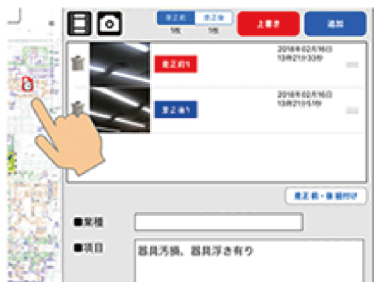 是正前 是正後
1枚 1枚
上書き 追加
是正前1
2018年02月16日
13時21分33秒
是正後1
2018年02月16日
13時21分51秒
是正前・後 紐付け
■業種
■項目 器具汚損、器具浮き有り